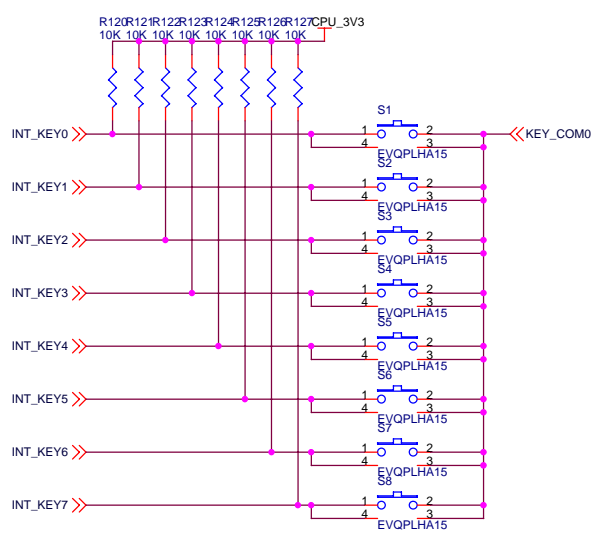 R120 R121 R122 R123 R124 R125 R126 R127 CPU_3V3
10K 10K 10K 10K 10K 10K 10K 10K
S1
INT_KEY0 1 2 KEY_COM0
4 3
EVQPLHA15
S2
INT_KEY1 1 2
4 3
EVQPLHA15
S3
INT_KEY2 1 2
4 3
EVQPLHA15
S4
INT_KEY3 1 2
4 3
EVQPLHA15
S5
INT_KEY4 1 2
4 3
EVQPLHA15
S6
INT_KEY5 1 2
4 3
EVQPLHA15
S7
INT_KEY6 1 2
4 3
EVQPLHA15
S8
INT_KEY7 1 2
4 3
EVQPLHA15